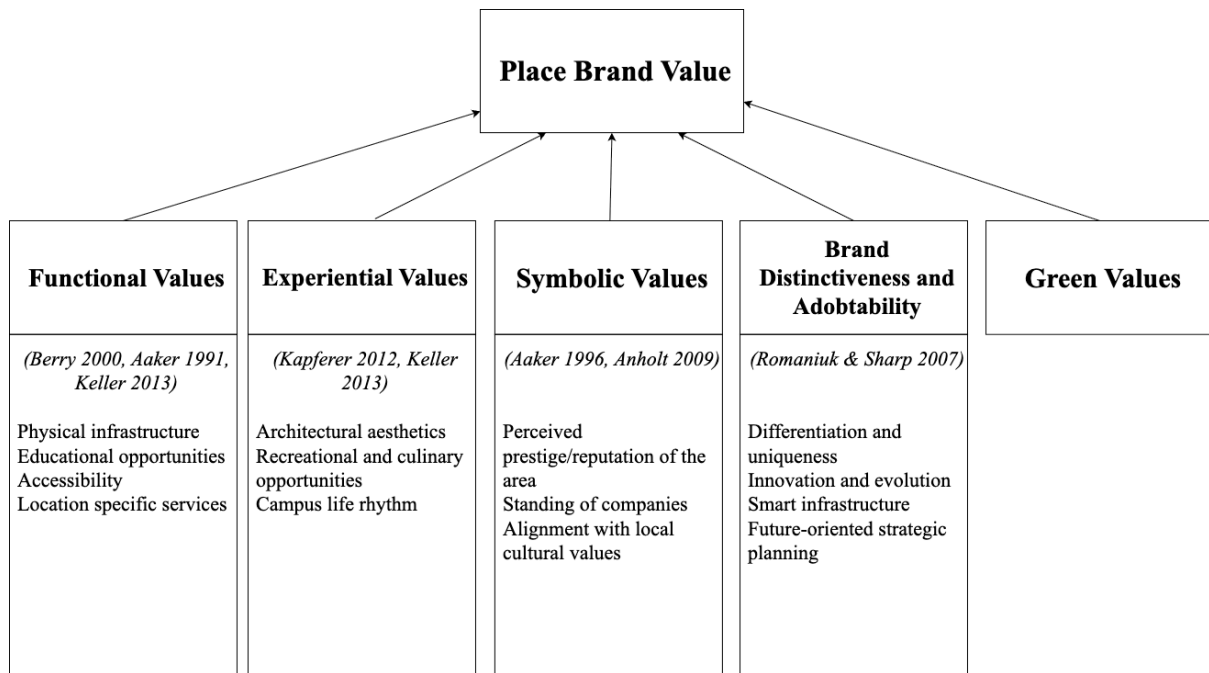 Place Brand Value
Functional Values
(Berry 2000, Aaker 1991,
Keller 2013)
Physical infrastructure
Educational opportunities
Accessibility
Location specific services
Experiential Values
(Kapferer 2012, Keller
2013)
Architectural aesthetics
Recreational and culinary
opportunities
Campus life rhythm
Symbolic Values
(Aaker 1996, Anholt 2009)
Perceived
prestige/reputation of the
area
Standing of companies
Alignment with local
cultural values
Brand
Distinctiveness and
Adobtability
(Romaniuk & Sharp 2007)
Differentiation and
uniqueness
Innovation and evolution
Smart infrastructure
Future-oriented strategic
planning
Green Values